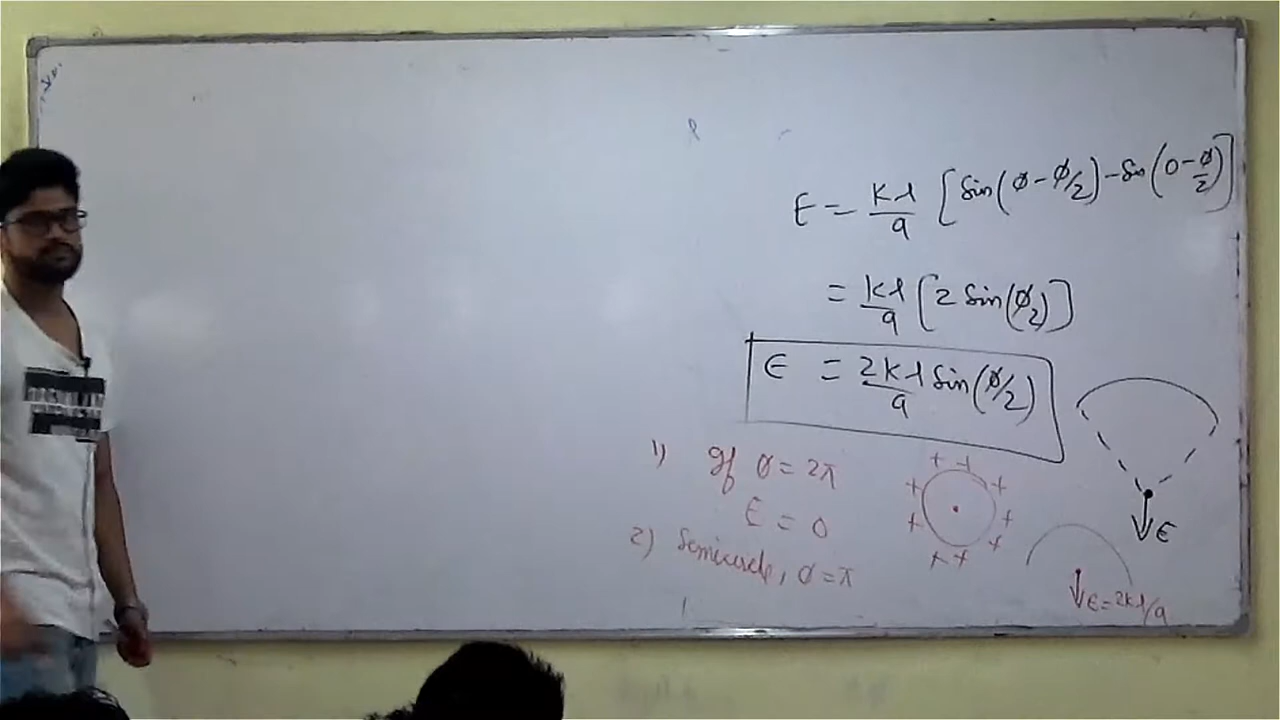 E = Kλ/a [Sin(ø-ø/2) - Sin(0-ø/2)]
= Kλ/a [2 Sin(ø/2)]
E = 2Kλ/a Sin(ø/2)
E
1) If ø = 2π
E = 0
+ + + + + + + + +
2) Semicircle, ø = π
E = 2Kλ/a